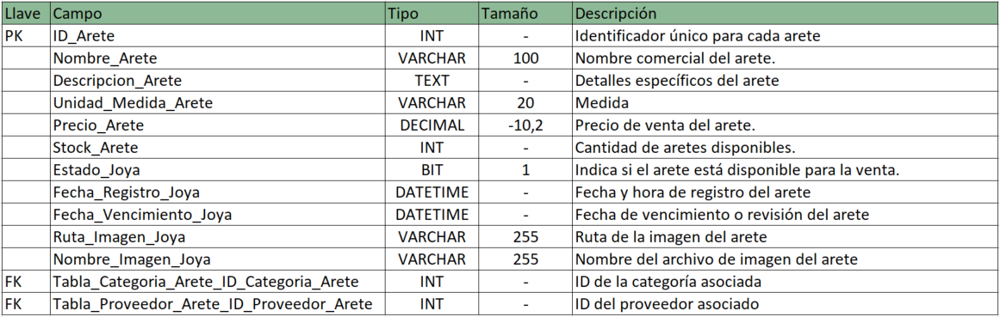 Llave Campo Tipo Tamaño Descripción
PK ID_Arete INT - Identificador único para cada arete
Nombre_Arete VARCHAR 100 Nombre comercial del arete.
Descripcion_Arete TEXT - Detalles específicos del arete
Unidad_Medida_Arete VARCHAR 20 Medida
Precio_Arete DECIMAL -10,2 Precio de venta del arete.
Stock_Arete INT - Cantidad de aretes disponibles.
Estado_Joya BIT 1 Indica si el arete está disponible para la venta.
Fecha_Registro_Joya DATETIME - Fecha y hora de registro del arete
Fecha_Vencimiento_Joya DATETIME - Fecha de vencimiento o revisión del arete
Ruta_Imagen_Joya VARCHAR 255 Ruta de la imagen del arete
Nombre_Imagen_Joya VARCHAR 255 Nombre del archivo de imagen del arete
FK Tabla_Categoria_Arete_ID_Categoria_Arete INT - ID de la categoría asociada
FK Tabla_Proveedor_Arete_ID_Proveedor_Arete INT - ID del proveedor asociado